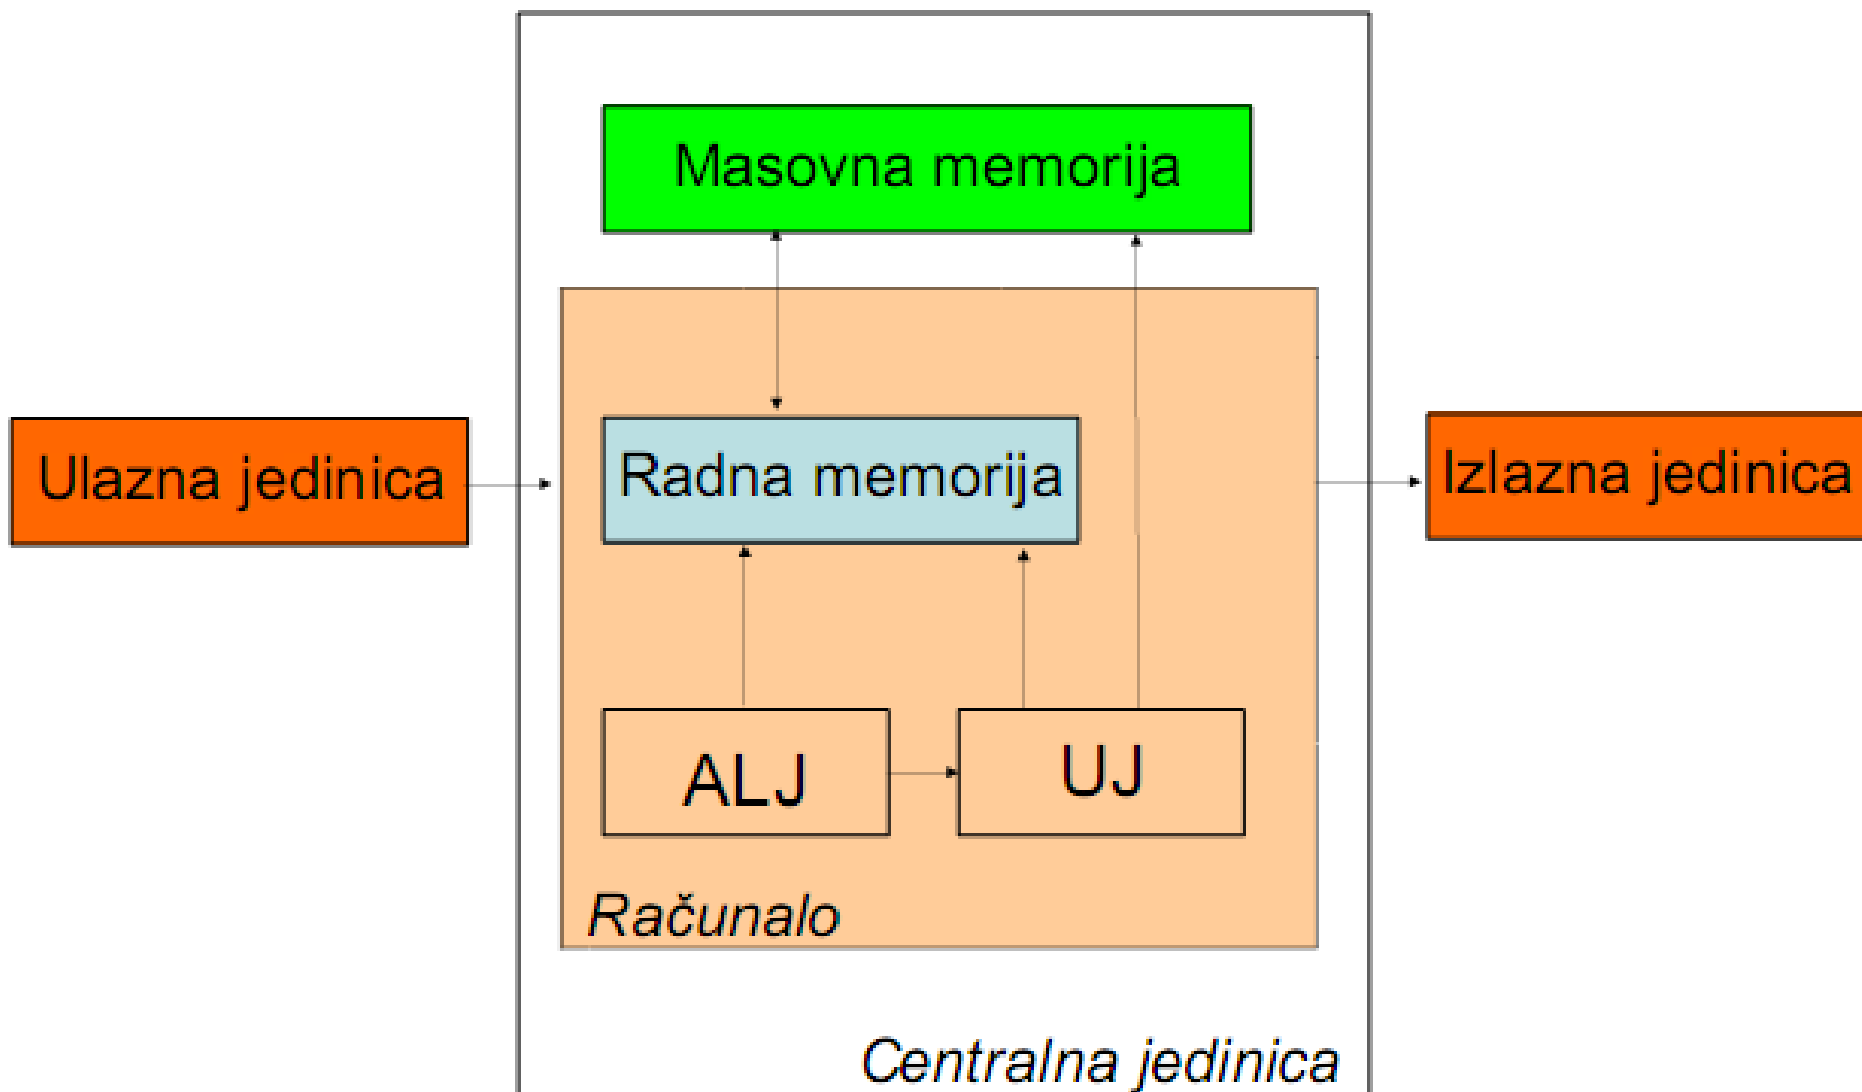 Masovna memorija
Ulazna jedinica
Radna memorija
Izlazna jedinica
ALJ
UJ
Računalo
Centralna jedinica